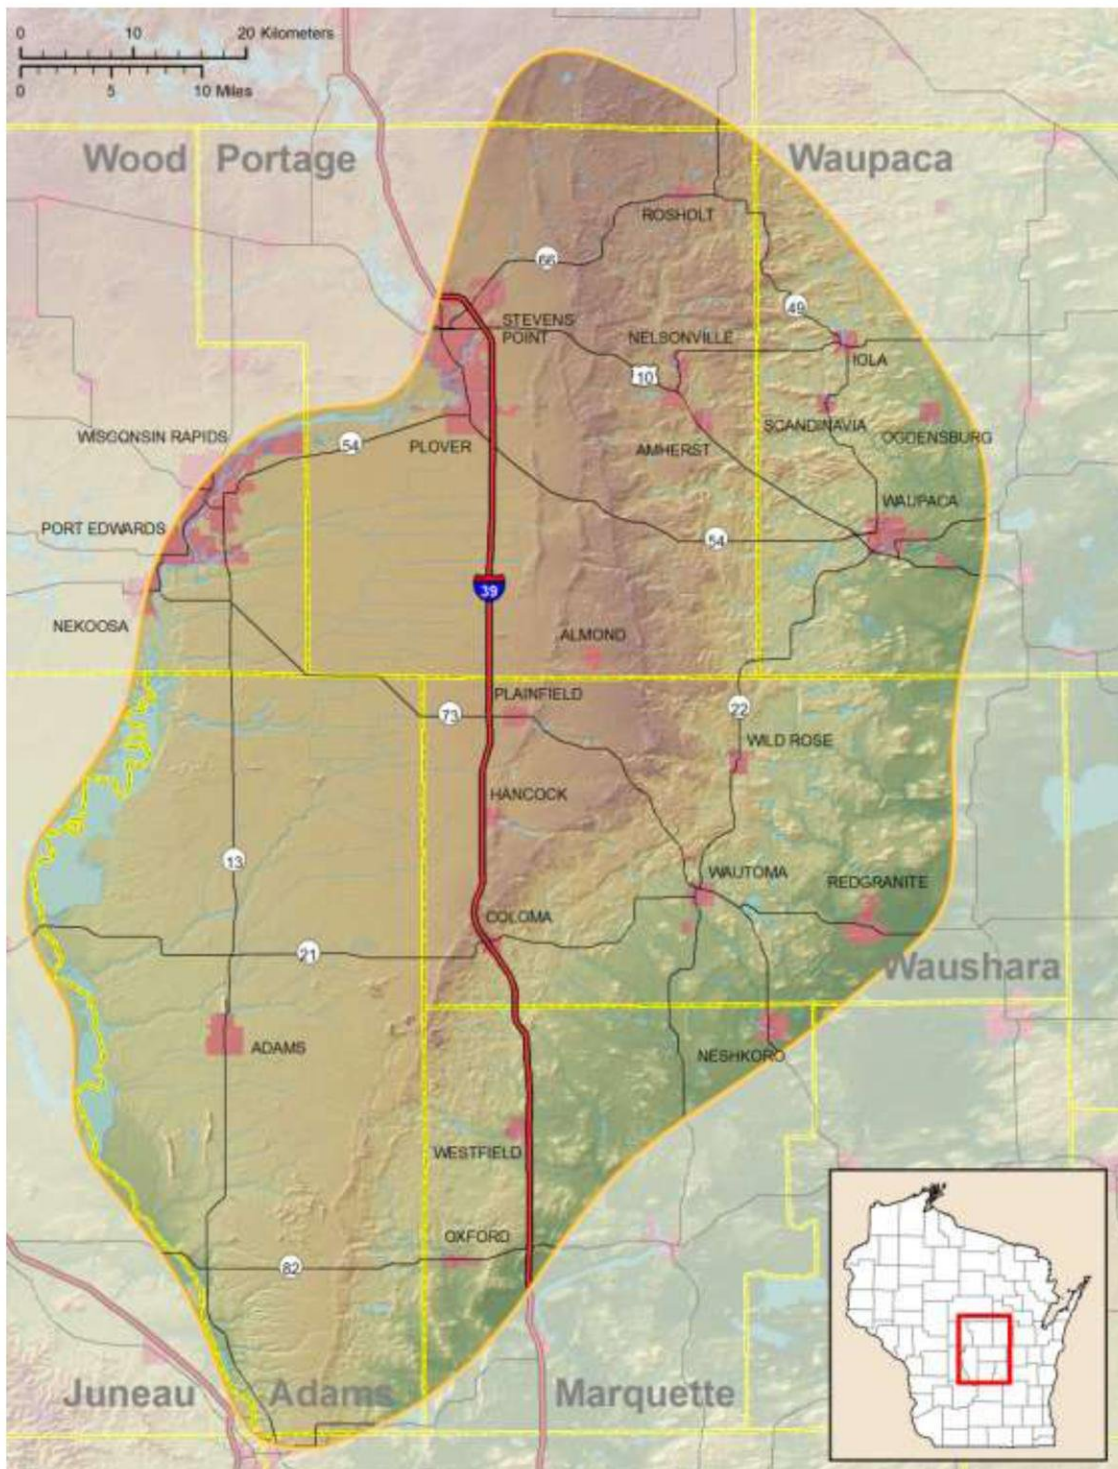 0 10 20 Kilometers
0 5 10 Miles
Wood Portage Waupaca
ROSHOLT
66
49
STEVENS
POINT
NELSONVILLE
IOLA
10
SCANDINAVIA
OGDENSBURG
WISCONSIN RAPIDS
54
PLOVER
AMHERST
WAUPACA
PORT EDWARDS
54
39
NEKOOSA
ALMOND
PLAINFIELD
73
22
WILD ROSE
HANCOCK
13
WAUTOMA
REDGRANITE
COLOMA
21
Waushara
ADAMS
NESHKORO
WESTFIELD
OXFORD
82
Juneau Adams Marquette